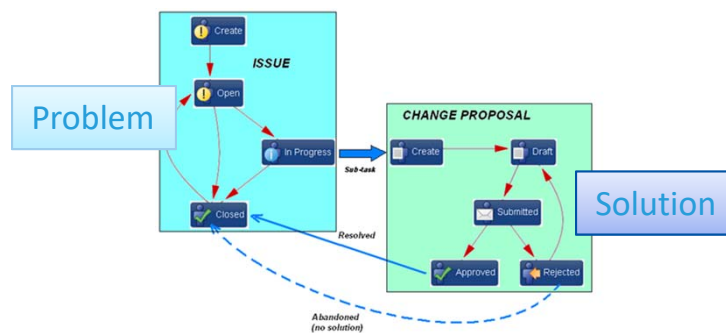 Create
ISSUE
Open
Problem
In Progress
Closed
Sub-task
CHANGE PROPOSAL
Create
Draft
Submitted
Solution
Approved
Rejected
Resolved
Abandoned
(no solution)